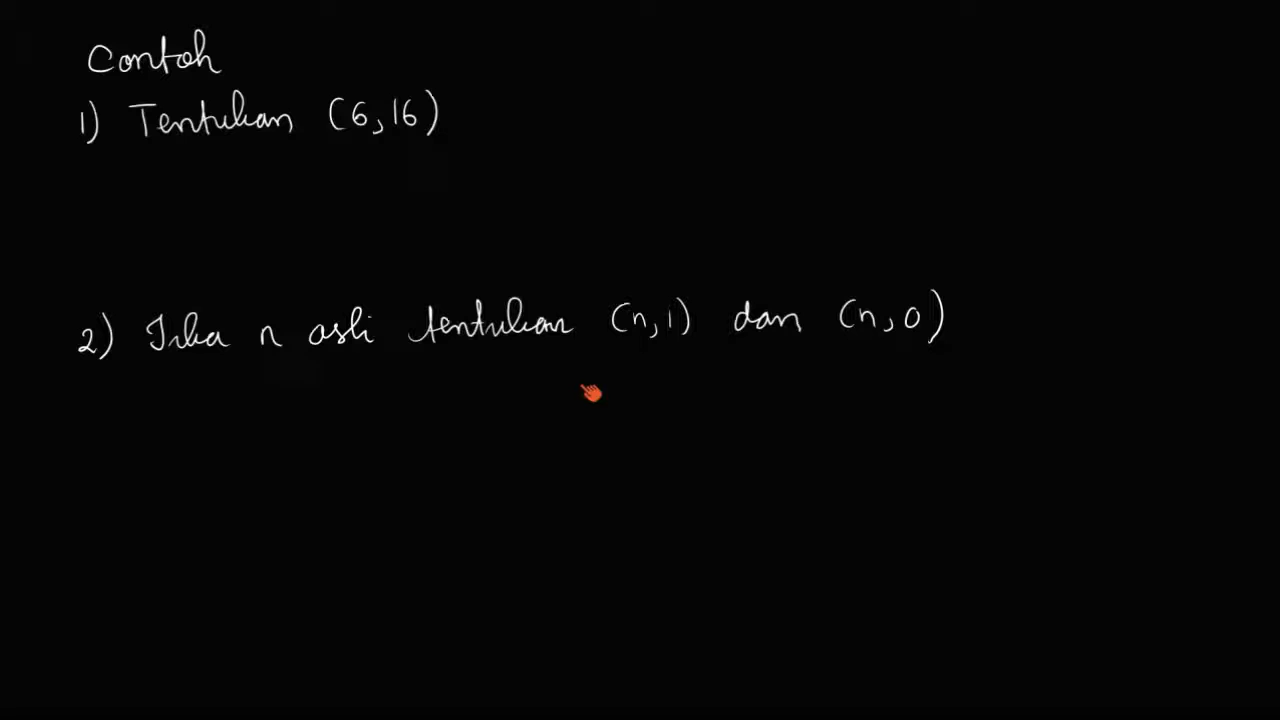 Contoh
1) Tentukan (6,16)
2) Jika n asli tentukan (n,1) dan (n,0)